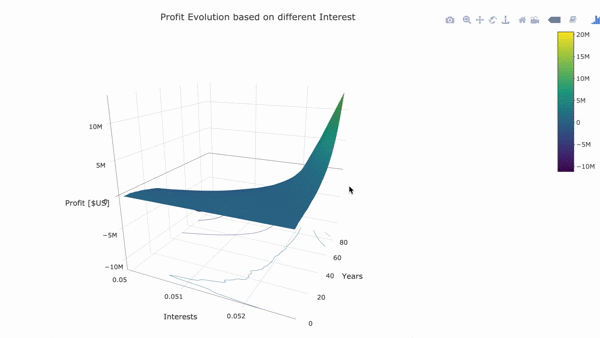 Profit Evolution based on different Interest
20M
15M
10M
5M
0
−5M
−10M
10M
5M
Profit [$US]
−5M
−10M
0.05
0.051
0.052
Interests
80
60
40
20
0
Years